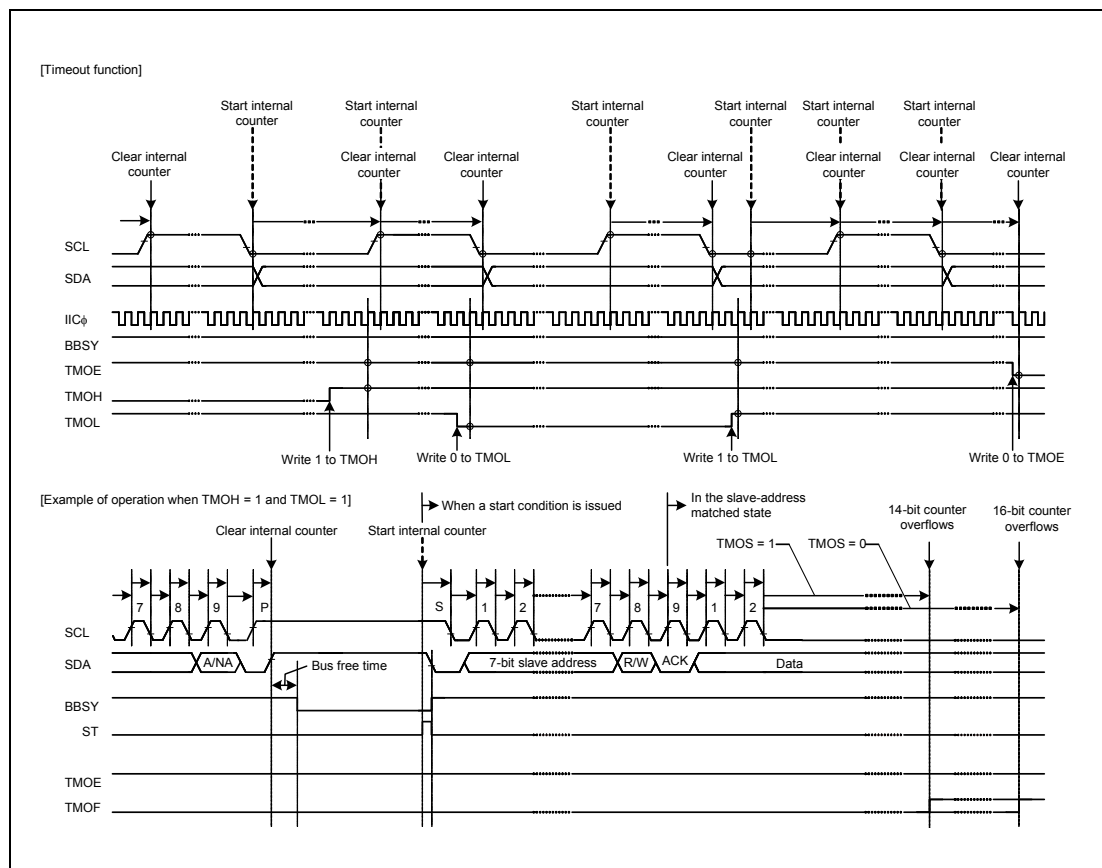 [Timeout function]
Start internal counter
Start internal counter
Start internal counter
Start internal counter
Start internal counter
Start internal counter
Clear internal counter
Clear internal counter
Clear internal counter
Clear internal counter
Clear internal counter
Clear internal counter
Clear internal counter
SCL
SDA
IICϕ
BBSY
TMOE
TMOH
TMOL
Write 1 to TMOH
Write 0 to TMOL
Write 1 to TMOL
Write 0 to TMOE
[Example of operation when TMOH = 1 and TMOL = 1]
When a start condition is issued
In the slave-address matched state
Clear internal counter
Start internal counter
14-bit counter overflows
16-bit counter overflows
TMOS = 1
TMOS = 0
7 8 9 P S 1 2 7 8 9 1 2
SCL
SDA
A/NA
Bus free time
7-bit slave address
R/W
ACK
Data
BBSY
ST
TMOE
TMOF